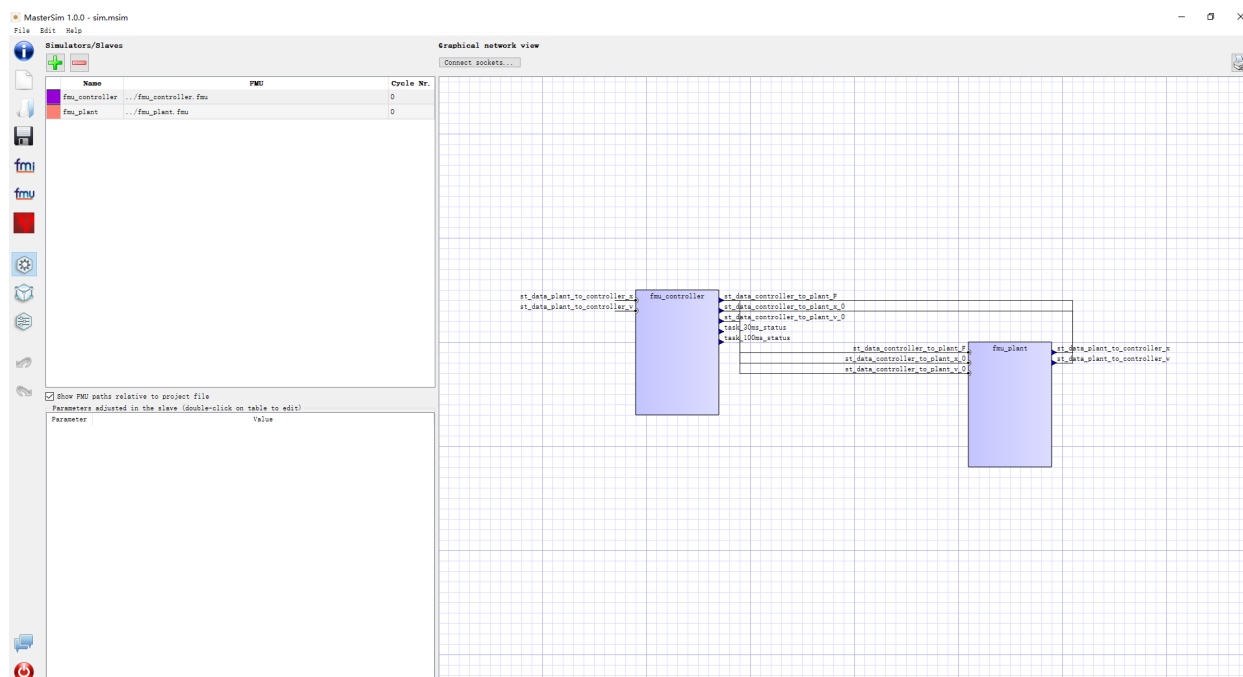 MasterSim 1.0.0 - sim.msim
File Edit Help
Simulators/Slaves
Graphical network view
Connect sockets...
Name FMU Cycle Nr.
fmu_controller ../fmu_controller.fmu 0
fmu_plant ../fmu_plant.fmu 0
fmi
fmu
st_data_plant_to_controller_x
st_data_plant_to_controller_v
fmu_controller
st_data_controller_to_plant_F
st_data_controller_to_plant_x_0
st_data_controller_to_plant_v_0
task_30ms_status
task_100ms_status
st_data_controller_to_plant_F
st_data_controller_to_plant_x_0
st_data_controller_to_plant_v_0
fmu_plant
st_data_plant_to_controller_x
st_data_plant_to_controller_v
Show FMU paths relative to project file
Parameters adjusted in the slave (double-click on table to edit)
Parameter Value